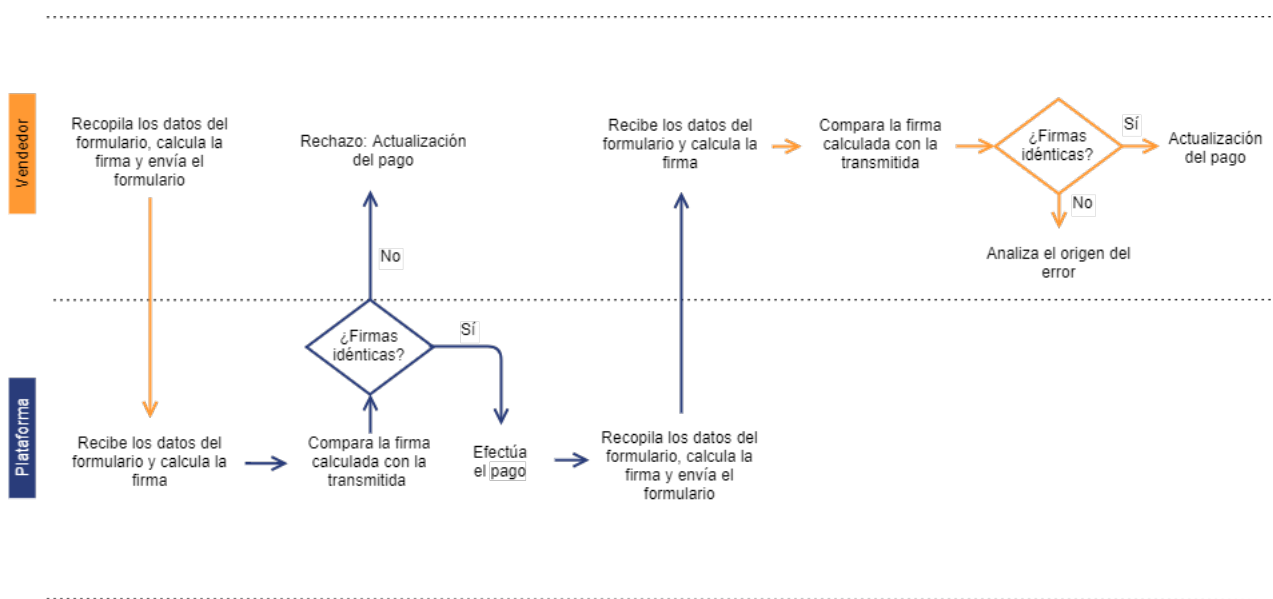 Vendedor
Recopila los datos del
formulario, calcula la
firma y envía el
formulario
Rechazo: Actualización
del pago
Recibe los datos del
formulario y calcula la
firma
Compara la firma
calculada con la
transmitida
¿Firmas
idénticas?
Sí
Actualización
del pago
No
Analiza el origen del
error
No
¿Firmas
idénticas?
Sí
Plataforma
Recibe los datos del
formulario y calcula la
firma
Compara la firma
calculada con la
transmitida
Efectúa
el pago
Recopila los datos del
formulario, calcula la
firma y envía el
formulario